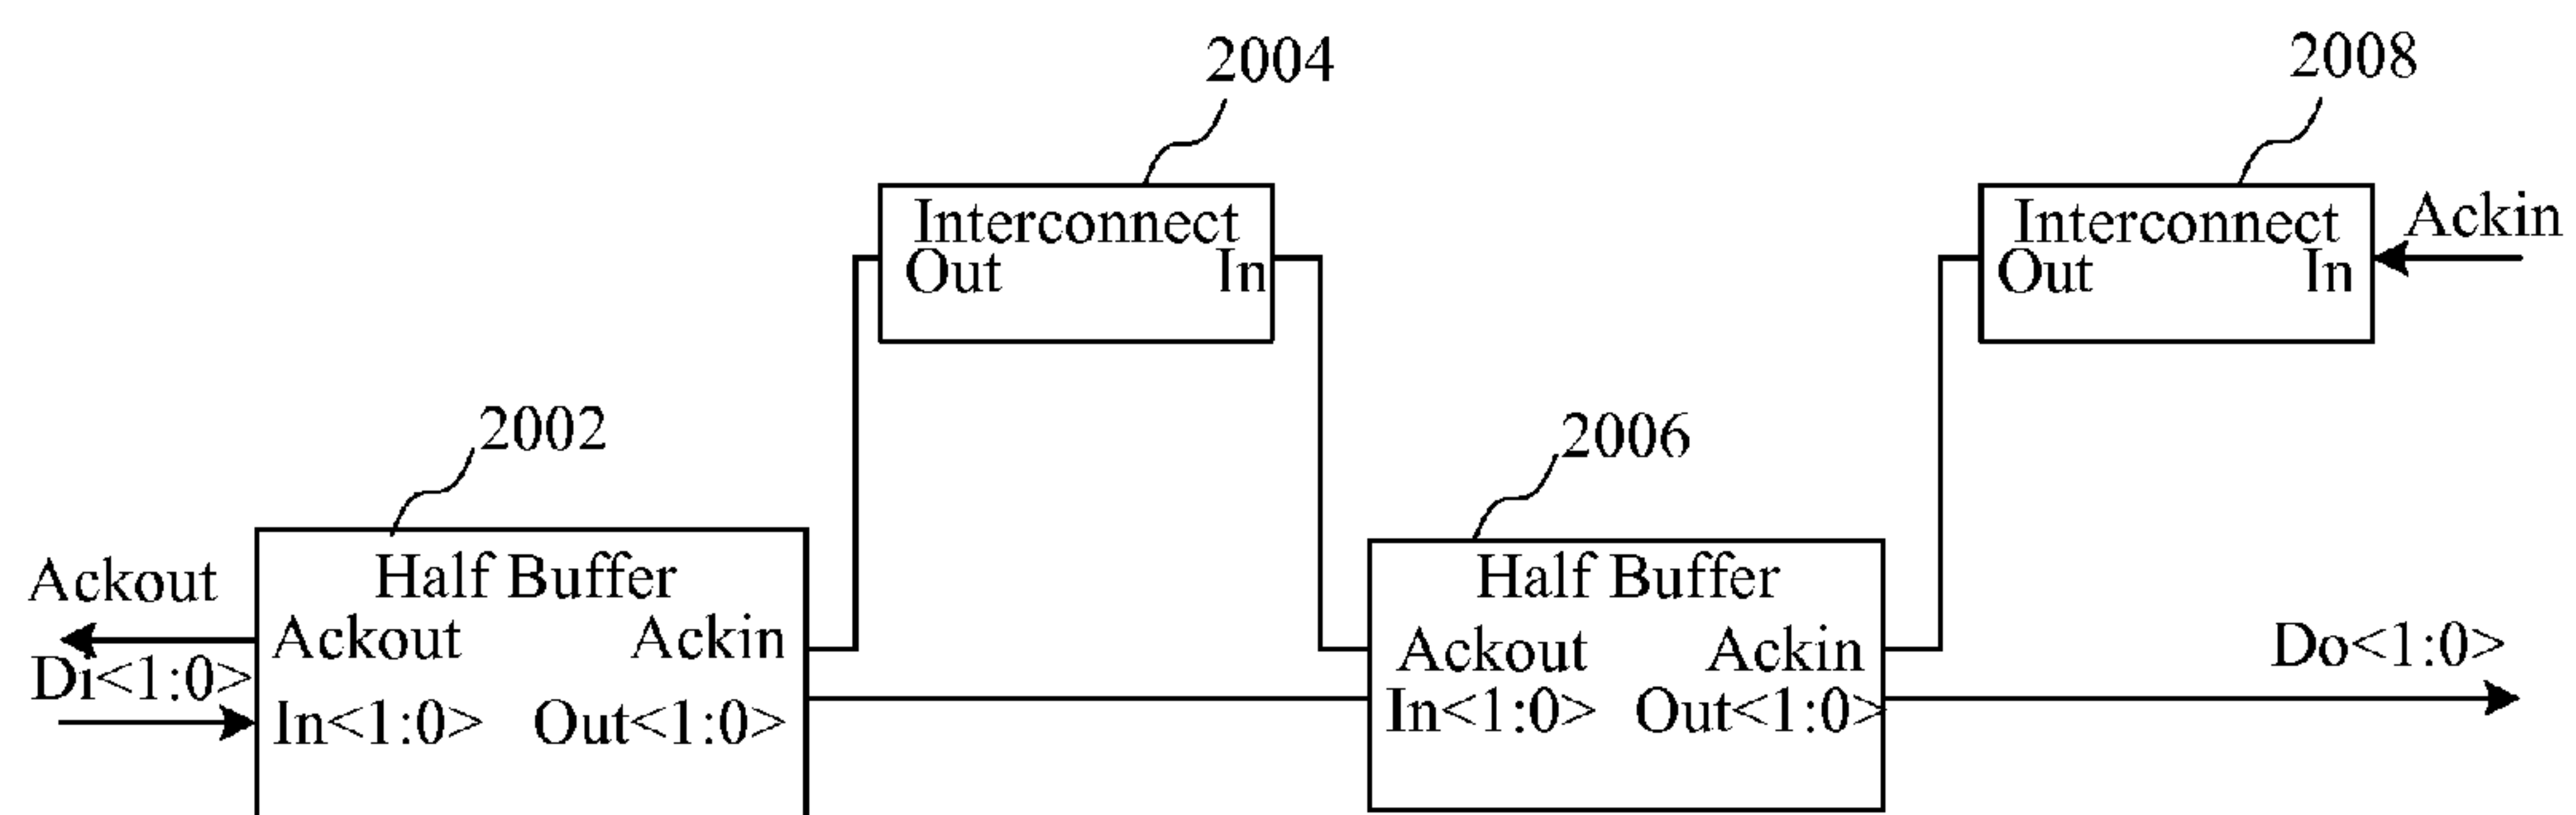 2004
2008
Interconnect
Out In
Interconnect
Out In
Ackin
2002
2006
Ackout
Di<1:0>
Half Buffer
Ackout Ackin
In<1:0> Out<1:0>
Half Buffer
Ackout Ackin
In<1:0> Out<1:0>
Do<1:0>